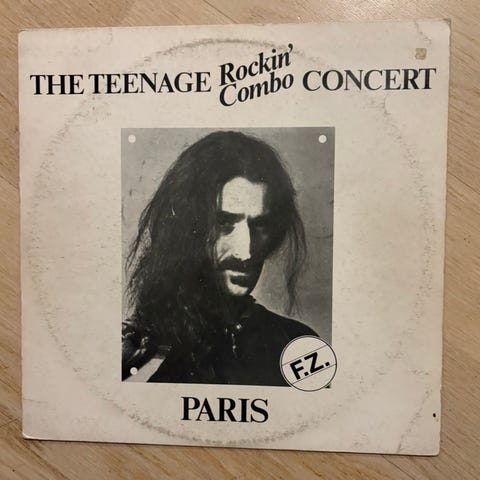 THE TEENAGE Rockin' Combo CONCERT
F.Z.
PARIS